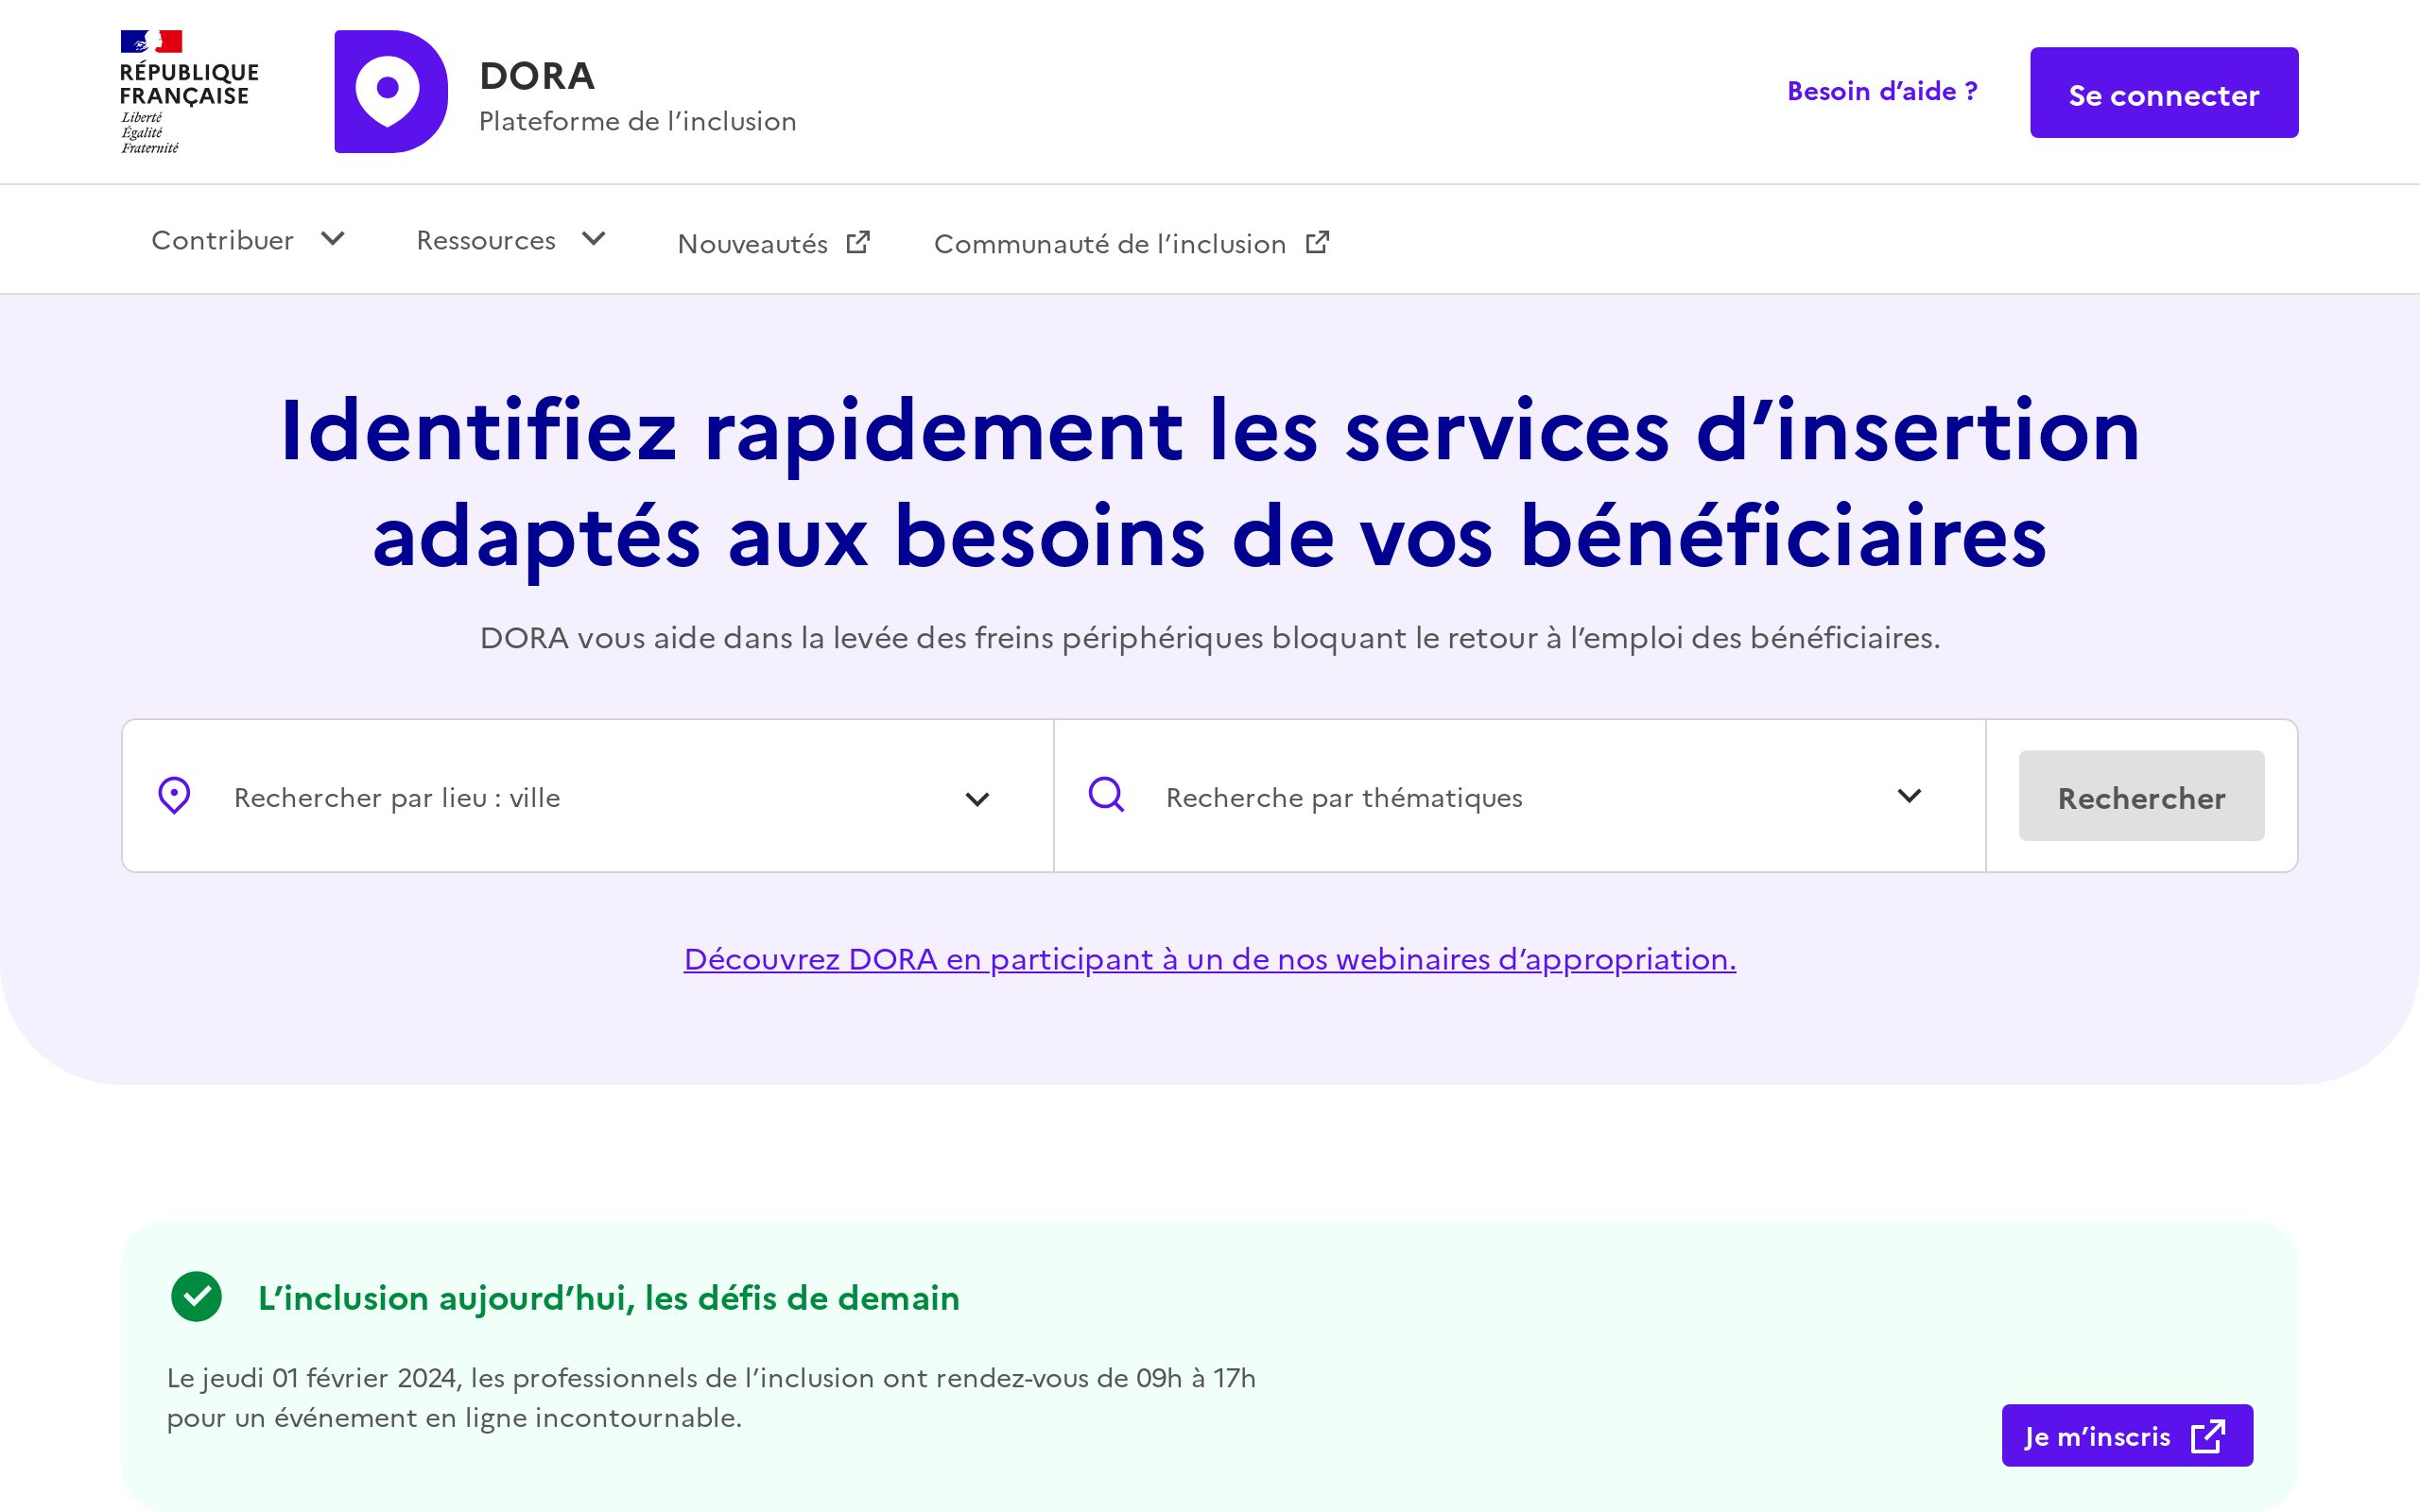 RÉPUBLIQUE
FRANÇAISE
Liberté
Égalité
Fraternité
DORA
Plateforme de l’inclusion
Besoin d’aide ?
Se connecter
Contribuer
Ressources
Nouveautés
Communauté de l’inclusion
Identifiez rapidement les services d’insertion
adaptés aux besoins de vos bénéficiaires
DORA vous aide dans la levée des freins périphériques bloquant le retour à l’emploi des bénéficiaires.
Rechercher par lieu : ville
Recherche par thématiques
Rechercher
Découvrez DORA en participant à un de nos webinaires d’appropriation.
L’inclusion aujourd’hui, les défis de demain
Le jeudi 01 février 2024, les professionnels de l’inclusion ont rendez-vous de 09h à 17h
pour un événement en ligne incontournable.
Je m’inscris